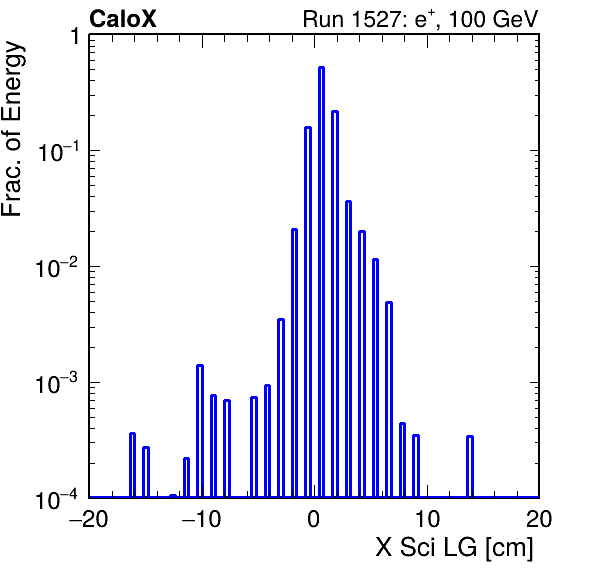 CaloX Run 1527: e⁺, 100 GeV
Frac. of Energy
1
10⁻¹
10⁻²
10⁻³
10⁻⁴
−20 −10 0 10 20
X Sci LG [cm]